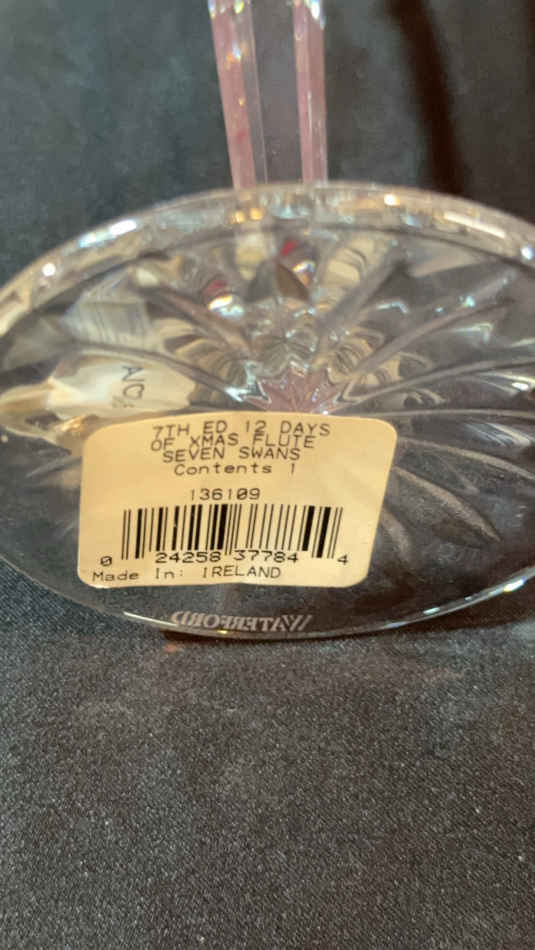 7TH ED 12 DAYS
OF XMAS FLUTE
SEVEN SWANS
Contents 1
136109
0 24258 37784 4
Made In: IRELAND
WATERFORD